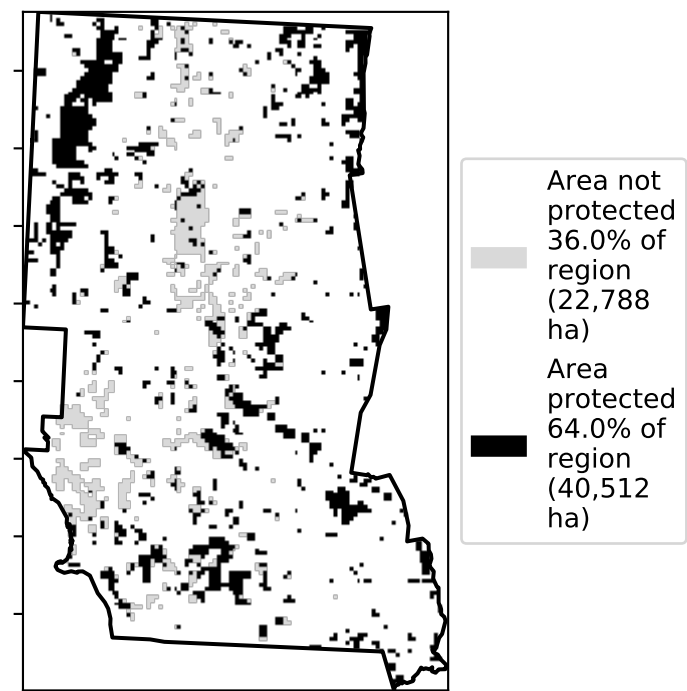 Area not
protected
36.0% of
region
(22,788
ha)
Area
protected
64.0% of
region
(40,512
ha)